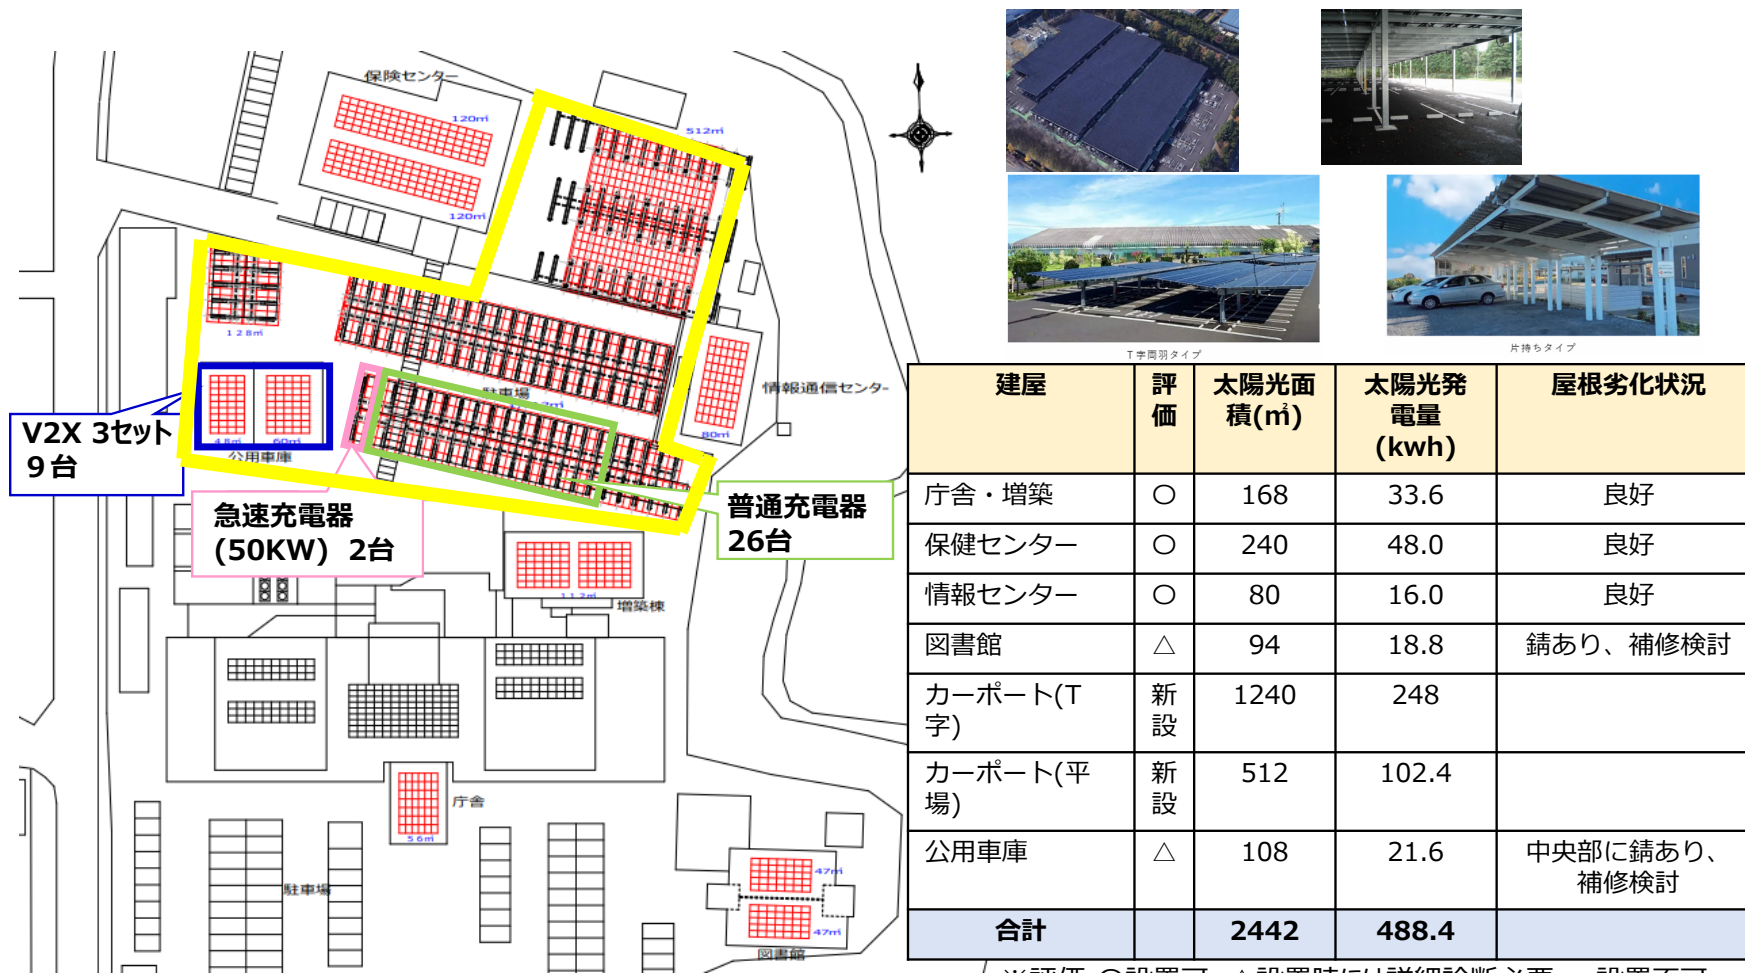 保険センター
120㎡
120㎡
512㎡
128㎡
駐車場
情報通信センター
80㎡
48㎡
60㎡
公用車庫
V2X 3セット
9台
急速充電器
(50KW) 2台
普通充電器
26台
112㎡
増築棟
庁舎
56㎡
駐車場
47㎡
47㎡
図書館
T字両羽タイプ
片持ちタイプ
建屋 評価 太陽光面積(㎡) 太陽光発電量(kwh) 屋根劣化状況
庁舎・増築 〇 168 33.6 良好
保健センター 〇 240 48.0 良好
情報センター 〇 80 16.0 良好
図書館 △ 94 18.8 錆あり、補修検討
カーポート(T字) 新設 1240 248
カーポート(平場) 新設 512 102.4
公用車庫 △ 108 21.6 中央部に錆あり、補修検討
合計 2442 488.4